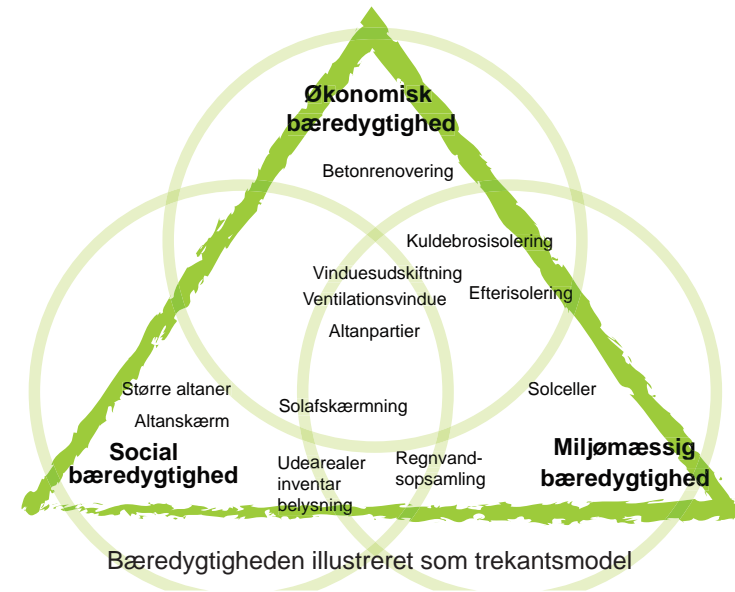 Økonomisk
bæredygtighed
Betonrenovering
Kuldebrosisolering
Vinduesudskiftning
Ventilationsvindue
Efterisolering
Altanpartier
Større altaner
Solceller
Solafskærmning
Altanskærm
Social
bæredygtighed
Udearealer
inventar
belysning
Regnvand-
sopsamling
Miljømæssig
bæredygtighed
Bæredygtigheden illustreret som trekantsmodel